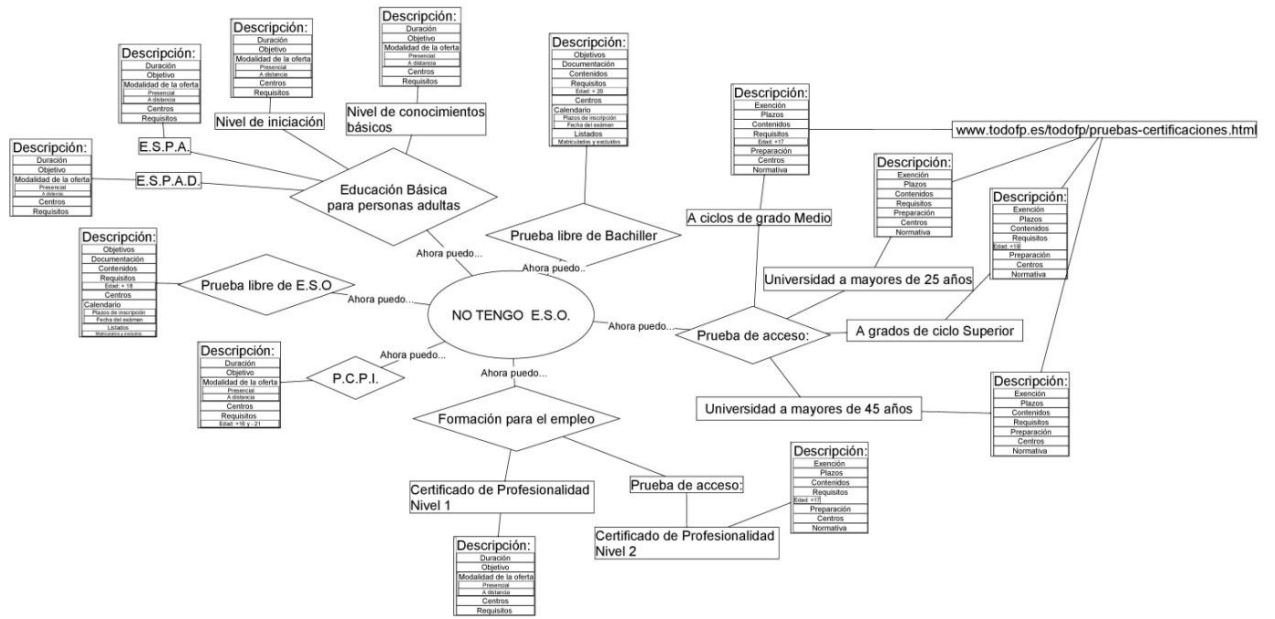 Descripción:
Duración
Objetivo
Modalidad de la oferta
Presencial
A distancia
Centros
Requisitos
Descripción:
Duración
Objetivo
Modalidad de la oferta
Presencial
A distancia
Centros
Requisitos
Descripción:
Duración
Objetivo
Modalidad de la oferta
Presencial
A distancia
Centros
Requisitos
Descripción:
Duración
Objetivo
Modalidad de la oferta
Presencial
A distancia
Centros
Requisitos
Nivel de iniciación
Nivel de conocimientos
básicos
E.S.P.A.
E.S.P.A.D.
Educación Básica
para personas adultas
Ahora puedo...
Descripción:
Objetivos
Documentación
Contenidos
Requisitos
Edad: + 20
Centros
Calendario
Plazos de inscripción
Fecha del exámen
Listados
Matriculados y excluidos
Prueba libre de Bachiller
Ahora puedo..
Descripción:
Exención
Plazos
Contenidos
Requisitos
Edad: +17
Preparación
Centros
Normativa
www.todofp.es/todofp/pruebas-certificaciones.html
Descripción:
Exención
Plazos
Contenidos
Requisitos
Preparación
Centros
Normativa
Descripción:
Exención
Plazos
Contenidos
Requisitos
Edad: +19
Preparación
Centros
Normativa
A ciclos de grado Medio
Universidad a mayores de 25 años
A grados de ciclo Superior
Prueba de acceso:
Ahora puedo...
Universidad a mayores de 45 años
Descripción:
Exención
Plazos
Contenidos
Requisitos
Preparación
Centros
Normativa
Descripción:
Objetivos
Documentación
Contenidos
Requisitos
Edad: + 18
Centros
Calendario
Plazos de inscripción
Fecha del exámen
Listados
Matriculados y excluidos
Prueba libre de E.S.O
Ahora puedo...
NO TENGO E.S.O.
Descripción:
Duración
Objetivo
Modalidad de la oferta
Presencial
A distancia
Centros
Requisitos
Edad: +16 y - 21
P.C.P.I.
Ahora puedo...
Ahora puedo...
Formación para el empleo
Certificado de Profesionalidad
Nivel 1
Descripción:
Duración
Objetivo
Modalidad de la oferta
Presencial
A distancia
Centros
Requisitos
Prueba de acceso:
Certificado de Profesionalidad
Nivel 2
Descripción:
Exención
Plazos
Contenidos
Requisitos
Edad: +17
Preparación
Centros
Normativa